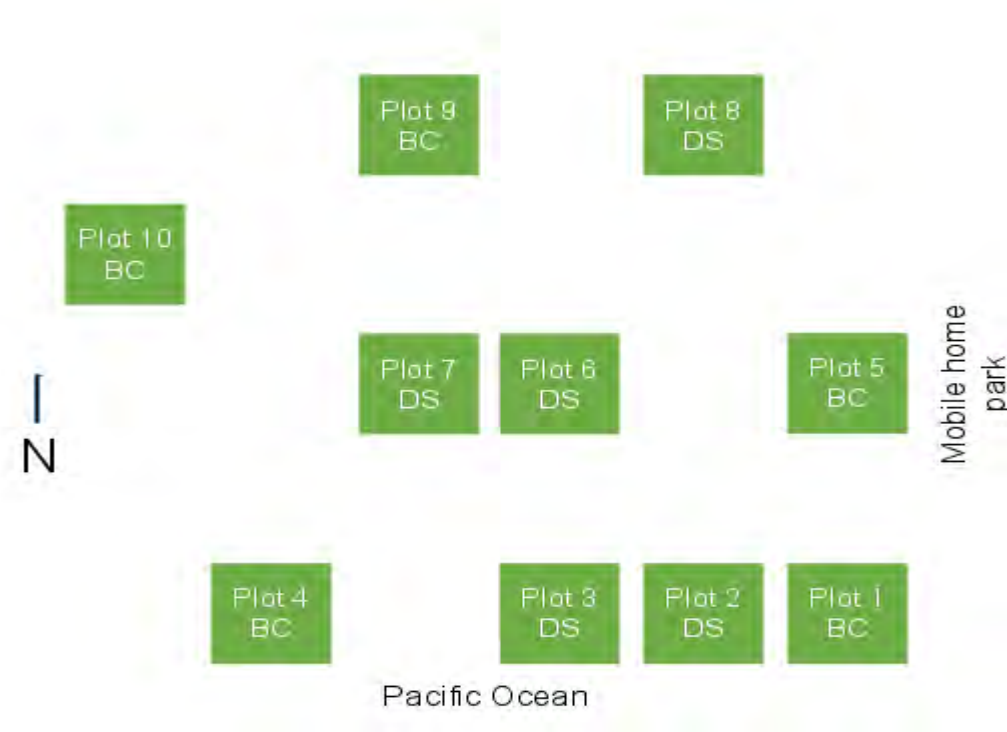 Plot 9
BC
Plot 8
DS
Plot 10
BC
N
Plot 7
DS
Plot 6
DS
Plot 5
BC
Mobile home
park
Plot 4
BC
Plot 3
DS
Plot 2
DS
Plot 1
BC
Pacific Ocean